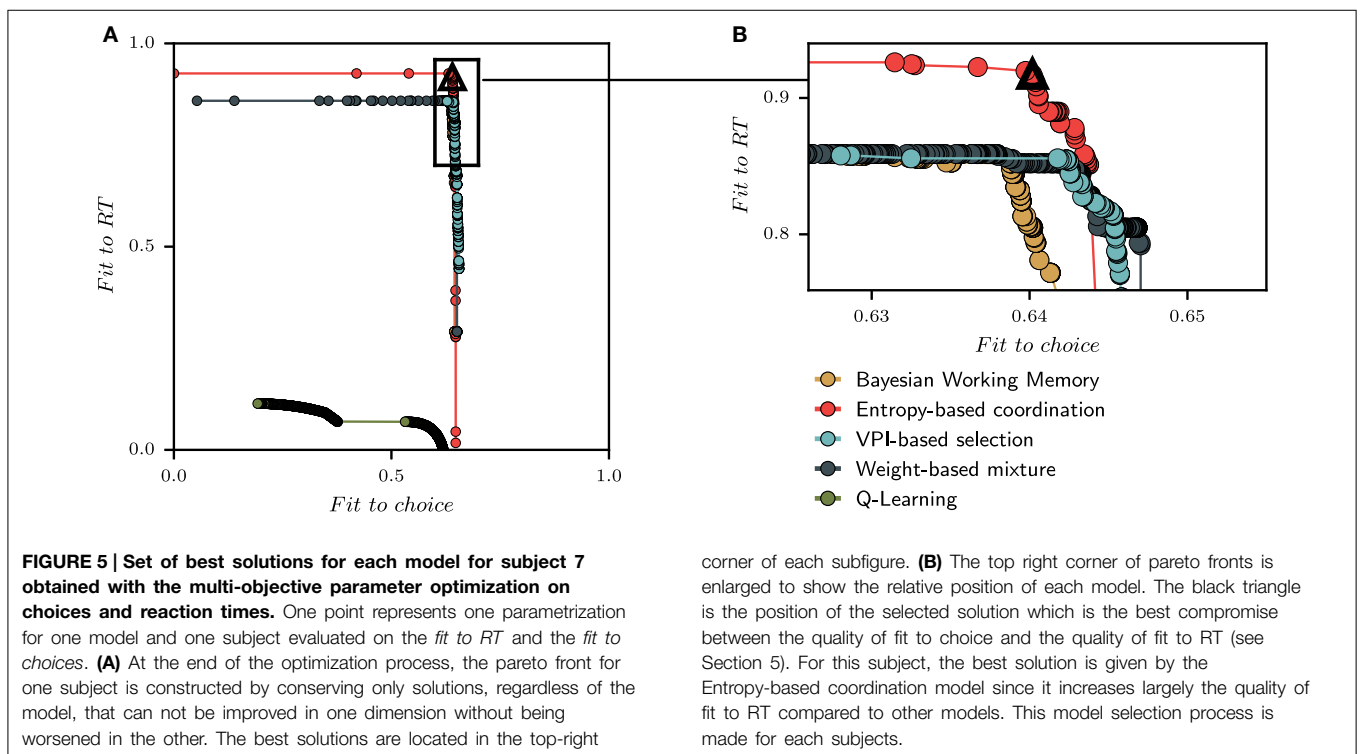 A
1.0
0.5
0.0
Fit to RT
0.0
0.5
1.0
Fit to choice
B
0.9
0.8
Fit to RT
0.63
0.64
0.65
Fit to choice
Bayesian Working Memory
Entropy-based coordination
VPI-based selection
Weight-based mixture
Q-Learning
FIGURE 5 | Set of best solutions for each model for subject 7
obtained with the multi-objective parameter optimization on
choices and reaction times. One point represents one parametrization
for one model and one subject evaluated on the fit to RT and the fit to
choices. (A) At the end of the optimization process, the pareto front for
one subject is constructed by conserving only solutions, regardless of the
model, that can not be improved in one dimension without being
worsened in the other. The best solutions are located in the top-right
corner of each subfigure. (B) The top right corner of pareto fronts is
enlarged to show the relative position of each model. The black triangle
is the position of the selected solution which is the best compromise
between the quality of fit to choice and the quality of fit to RT (see
Section 5). For this subject, the best solution is given by the
Entropy-based coordination model since it increases largely the quality of
fit to RT compared to other models. This model selection process is
made for each subjects.